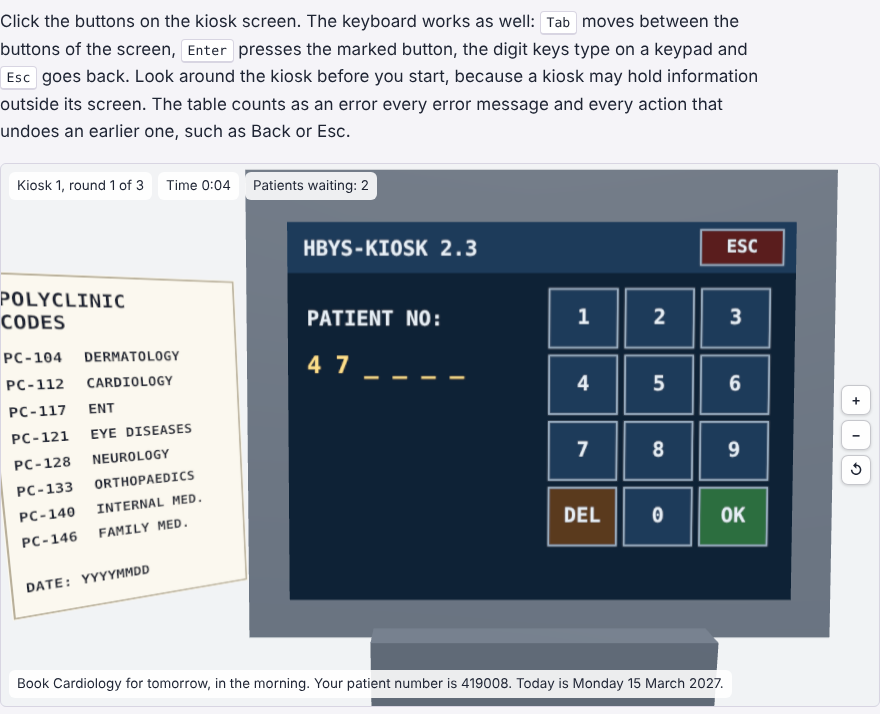 Click the buttons on the kiosk screen. The keyboard works as well: Tab moves between the
buttons of the screen, Enter presses the marked button, the digit keys type on a keypad and
Esc goes back. Look around the kiosk before you start, because a kiosk may hold information
outside its screen. The table counts as an error every error message and every action that
undoes an earlier one, such as Back or Esc.
Kiosk 1, round 1 of 3
Time 0:04
Patients waiting: 2
POLYCLINIC
CODES
PC-104 DERMATOLOGY
PC-112 CARDIOLOGY
PC-117 ENT
PC-121 EYE DISEASES
PC-128 NEUROLOGY
PC-133 ORTHOPAEDICS
PC-140 INTERNAL MED.
PC-146 FAMILY MED.
DATE: YYYYMMDD
HBYS-KIOSK 2.3
ESC
PATIENT NO:
4 7 _ _ _ _
1 2 3
4 5 6
7 8 9
DEL 0 OK
+
−
Book Cardiology for tomorrow, in the morning. Your patient number is 419008. Today is Monday 15 March 2027.